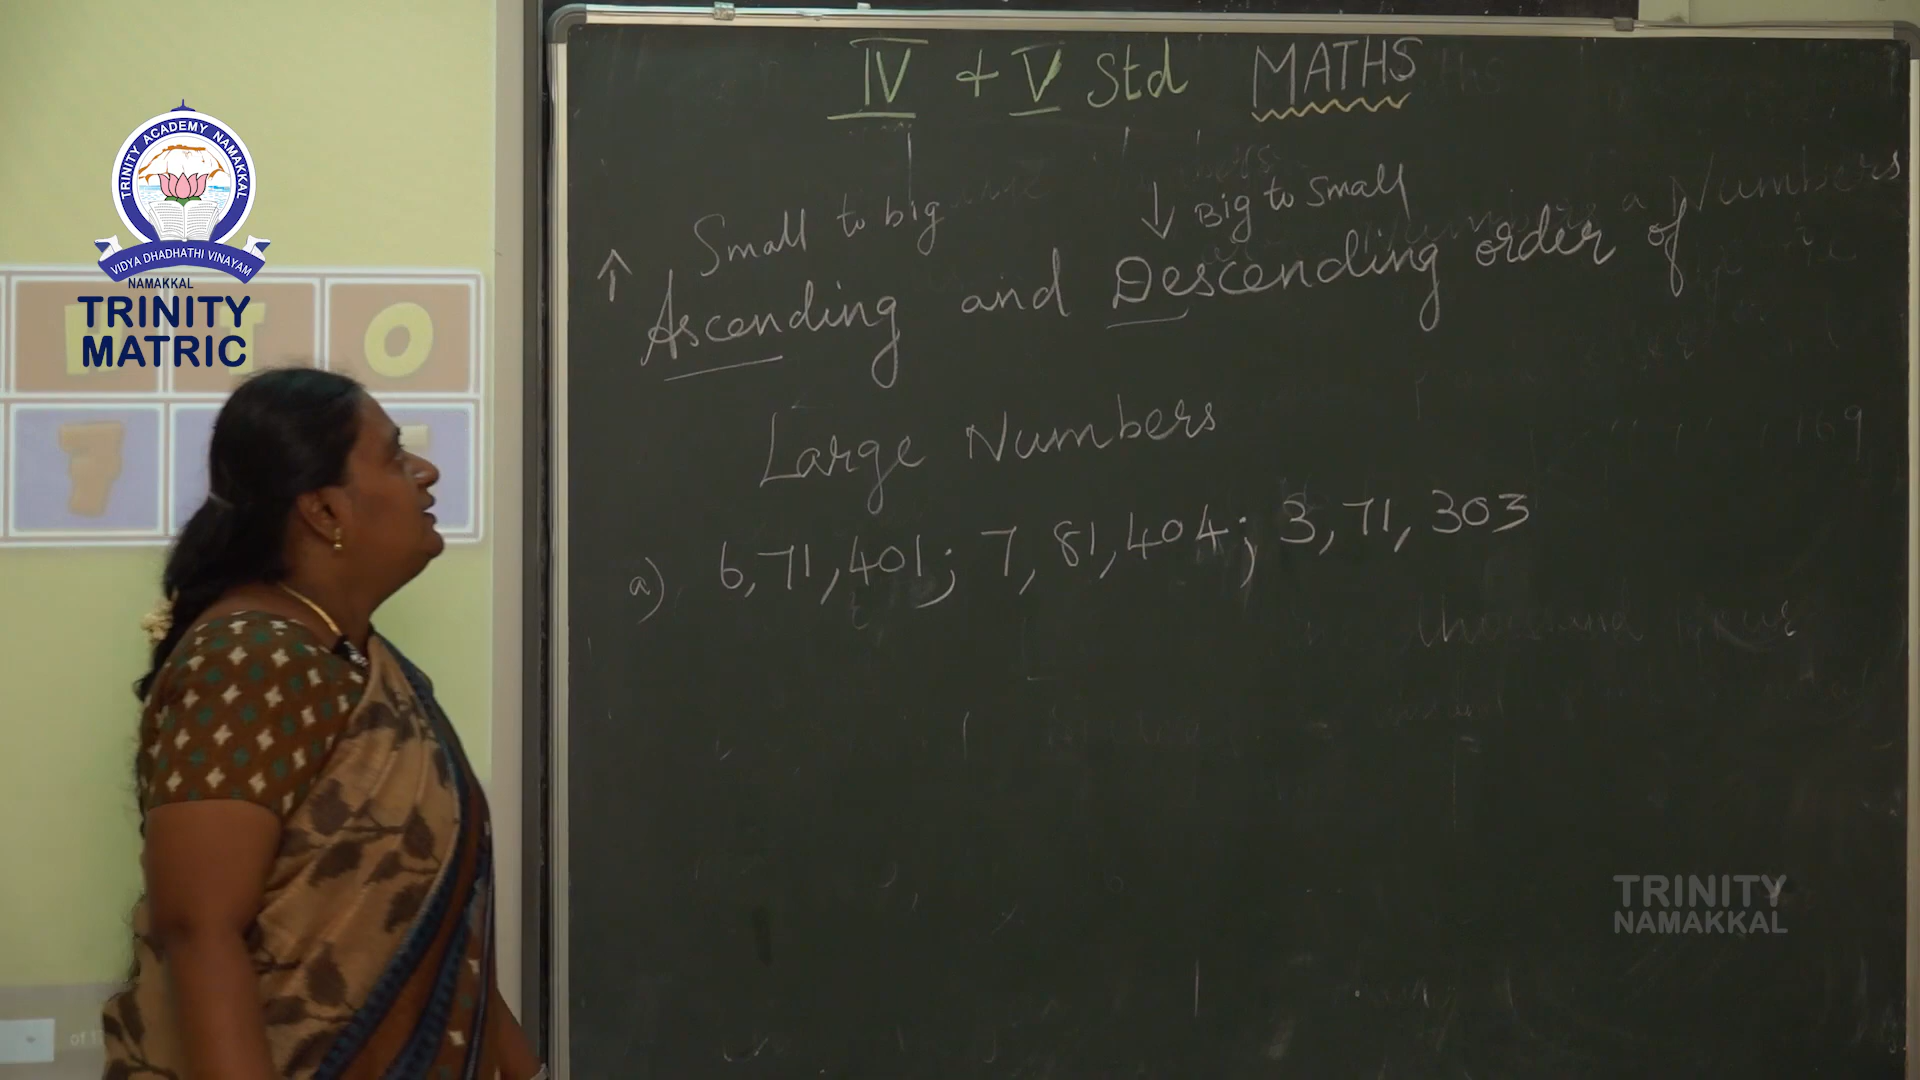 IV + V Std MATHS
Small to big
↓ Big to Small
↑ Ascending and Descending order of a Numbers
Large Numbers
a) 6,71,401; 7,81,404; 3,71,303
TRINITY ACADEMY NAMAKKAL
VIDYA DHADHATHI VINAYAM
NAMAKKAL
TRINITY
MATRIC
O
T
TRINITY
NAMAKKAL